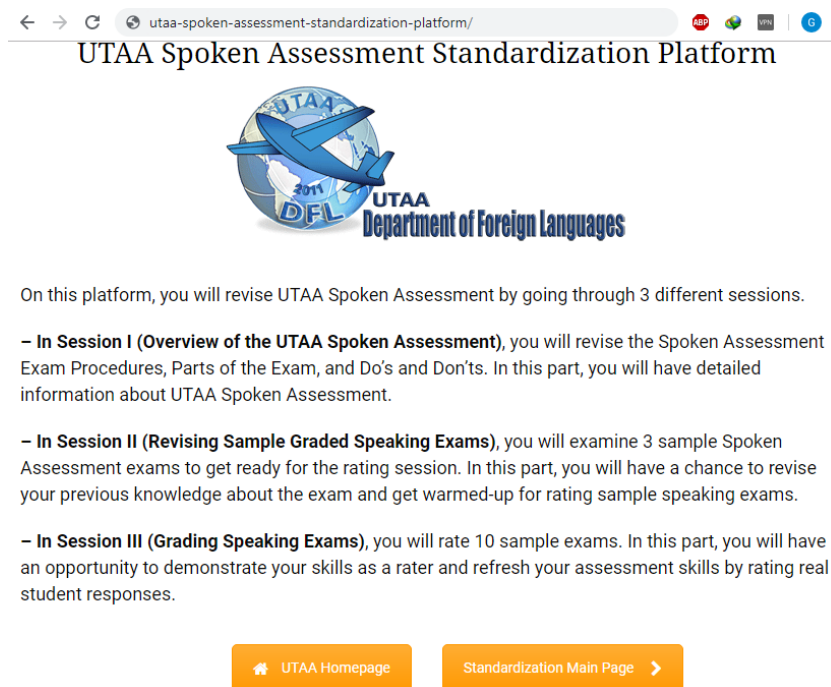 utaa-spoken-assessment-standardization-platform/
ABP
VPN
G
UTAA Spoken Assessment Standardization Platform
UTAA
2011
DFL
UTAA
Department of Foreign Languages
On this platform, you will revise UTAA Spoken Assessment by going through 3 different sessions.
– In Session I (Overview of the UTAA Spoken Assessment), you will revise the Spoken Assessment
Exam Procedures, Parts of the Exam, and Do’s and Don’ts. In this part, you will have detailed
information about UTAA Spoken Assessment.
– In Session II (Revising Sample Graded Speaking Exams), you will examine 3 sample Spoken
Assessment exams to get ready for the rating session. In this part, you will have a chance to revise
your previous knowledge about the exam and get warmed-up for rating sample speaking exams.
– In Session III (Grading Speaking Exams), you will rate 10 sample exams. In this part, you will have
an opportunity to demonstrate your skills as a rater and refresh your assessment skills by rating real
student responses.
UTAA Homepage
Standardization Main Page